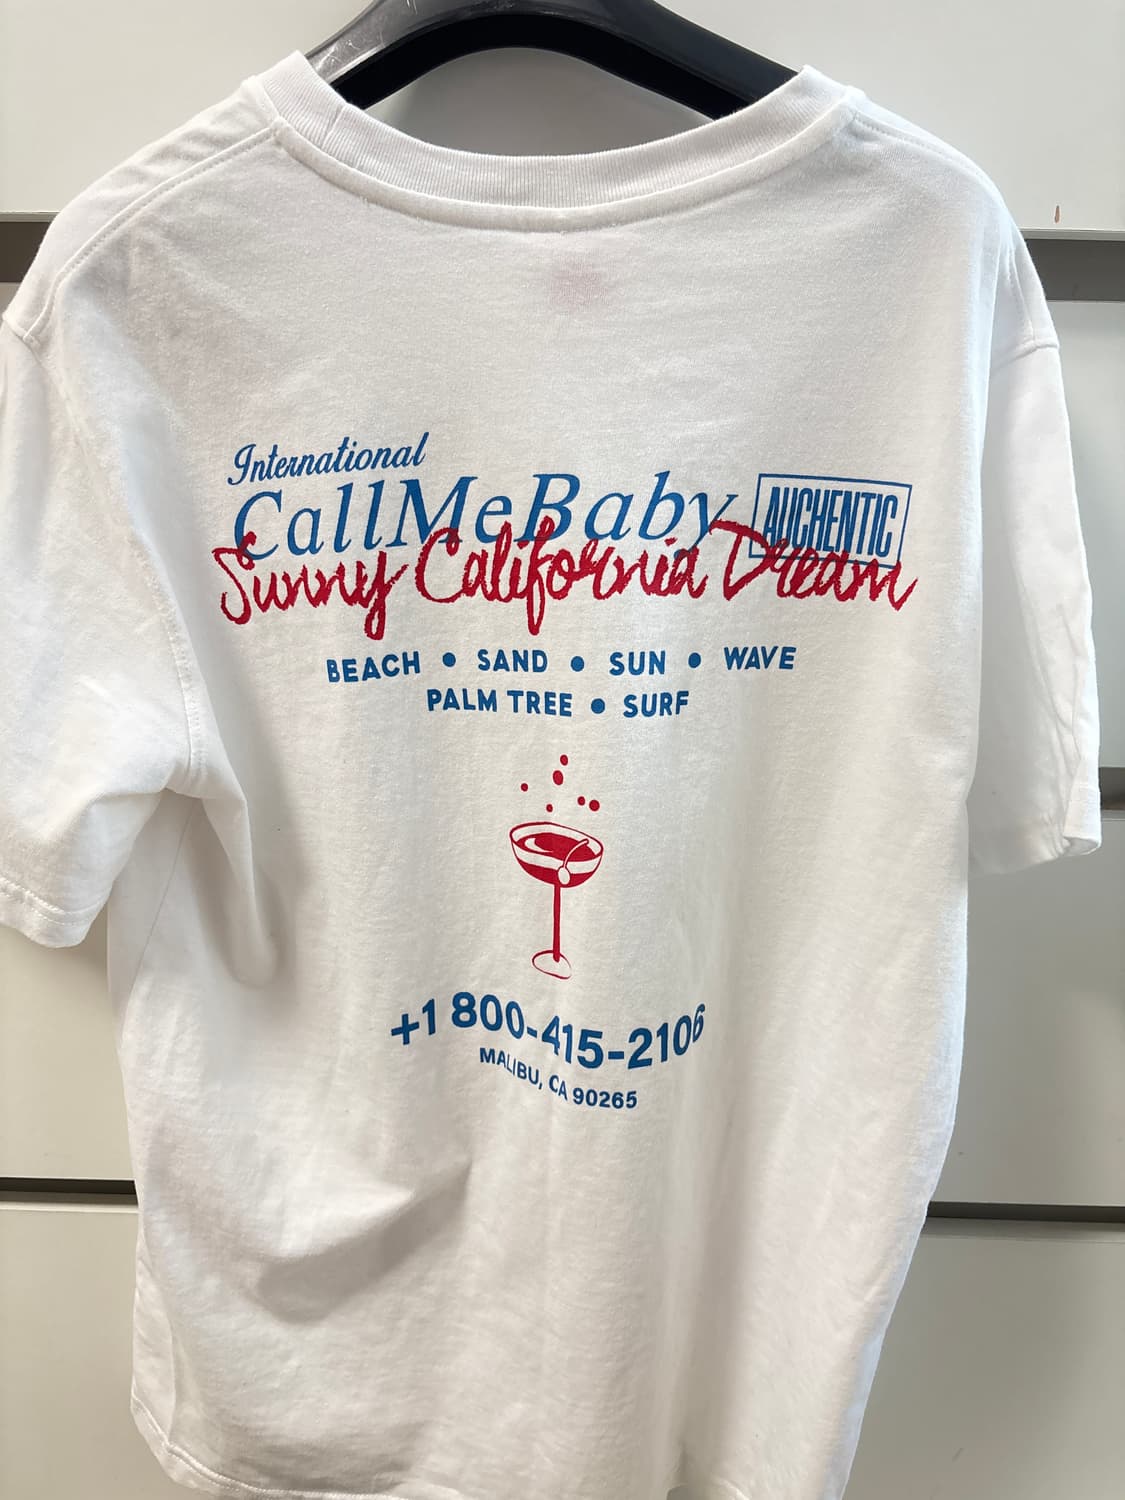 International
CallMeBaby AUCHENTIC
Sunny California Dream
BEACH • SAND • SUN • WAVE
PALM TREE • SURF
+1 800-415-2106
MALIBU, CA 90265